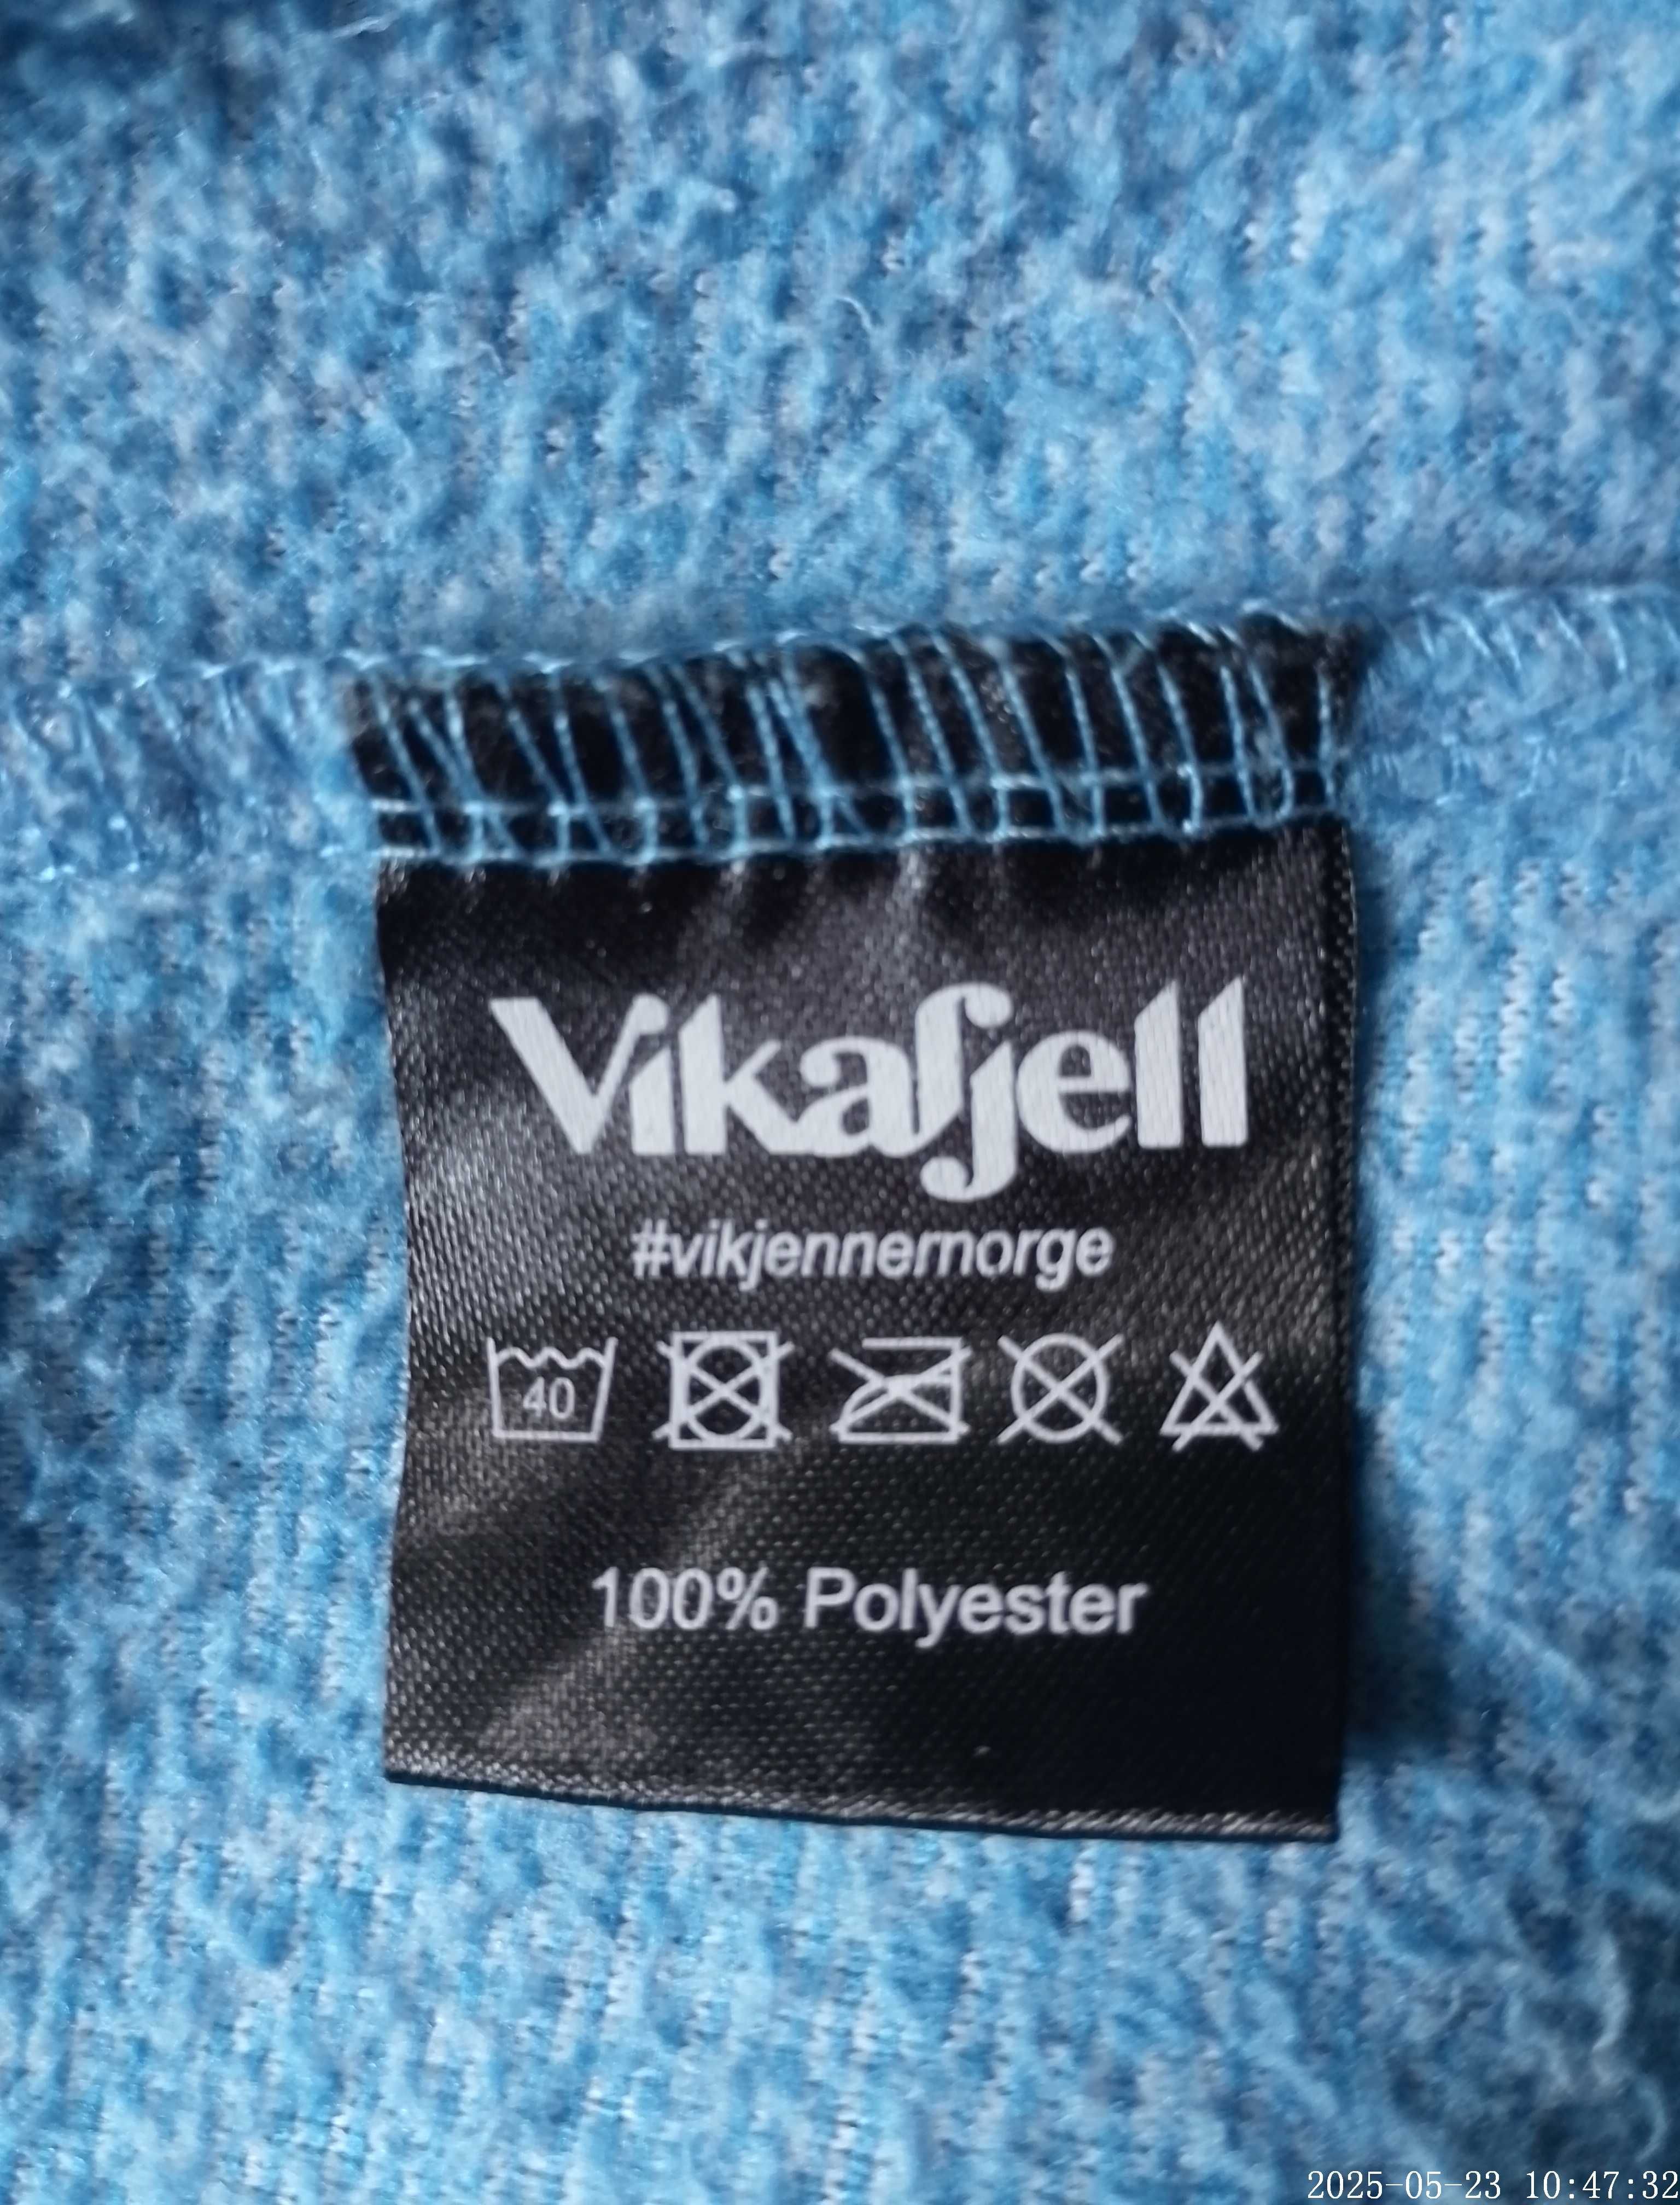 Vikafjell
#vikjennernorge
40
100% Polyester
2025-05-23 10:47:32